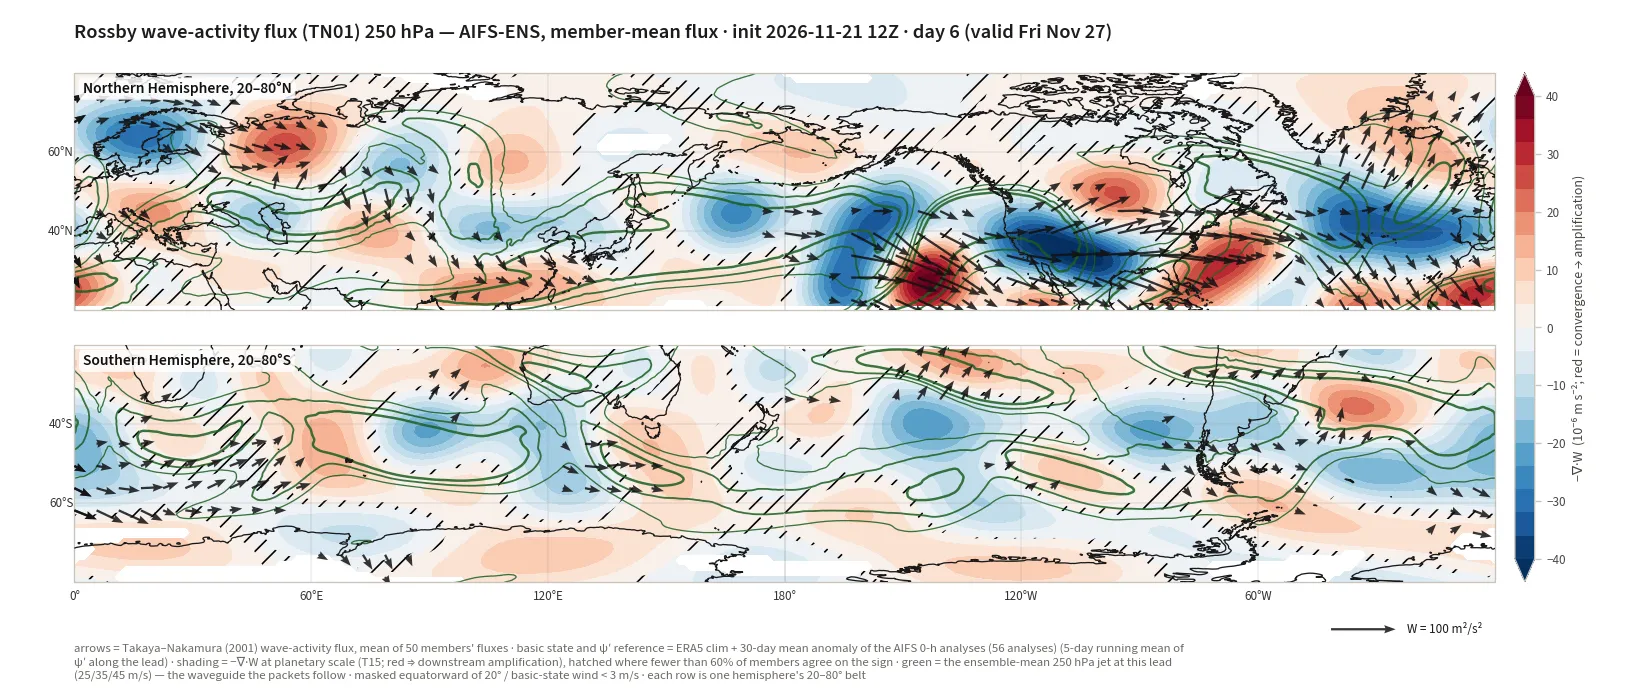 Rossby wave-activity flux (TN01) 250 hPa — AIFS-ENS, member-mean flux · init 2026-11-21 12Z · day 6 (valid Fri Nov 27)
Northern Hemisphere, 20–80°N
60°N
40°N
Southern Hemisphere, 20–80°S
40°S
60°S
0° 60°E 120°E 180° 120°W 60°W
40
30
20
10
0
−10
−20
−30
−40
−∇·W (10⁻⁶ m s⁻²; red = convergence → amplification)
W = 100 m²/s²
arrows = Takaya–Nakamura (2001) wave-activity flux, mean of 50 members' fluxes · basic state and ψ' reference = ERA5 clim + 30-day mean anomaly of the AIFS 0-h analyses (56 analyses) (5-day running mean of
ψ' along the lead) · shading = −∇·W at planetary scale (T15; red ⇒ downstream amplification), hatched where fewer than 60% of members agree on the sign · green = the ensemble-mean 250 hPa jet at this lead
(25/35/45 m/s) — the waveguide the packets follow · masked equatorward of 20° / basic-state wind < 3 m/s · each row is one hemisphere's 20–80° belt